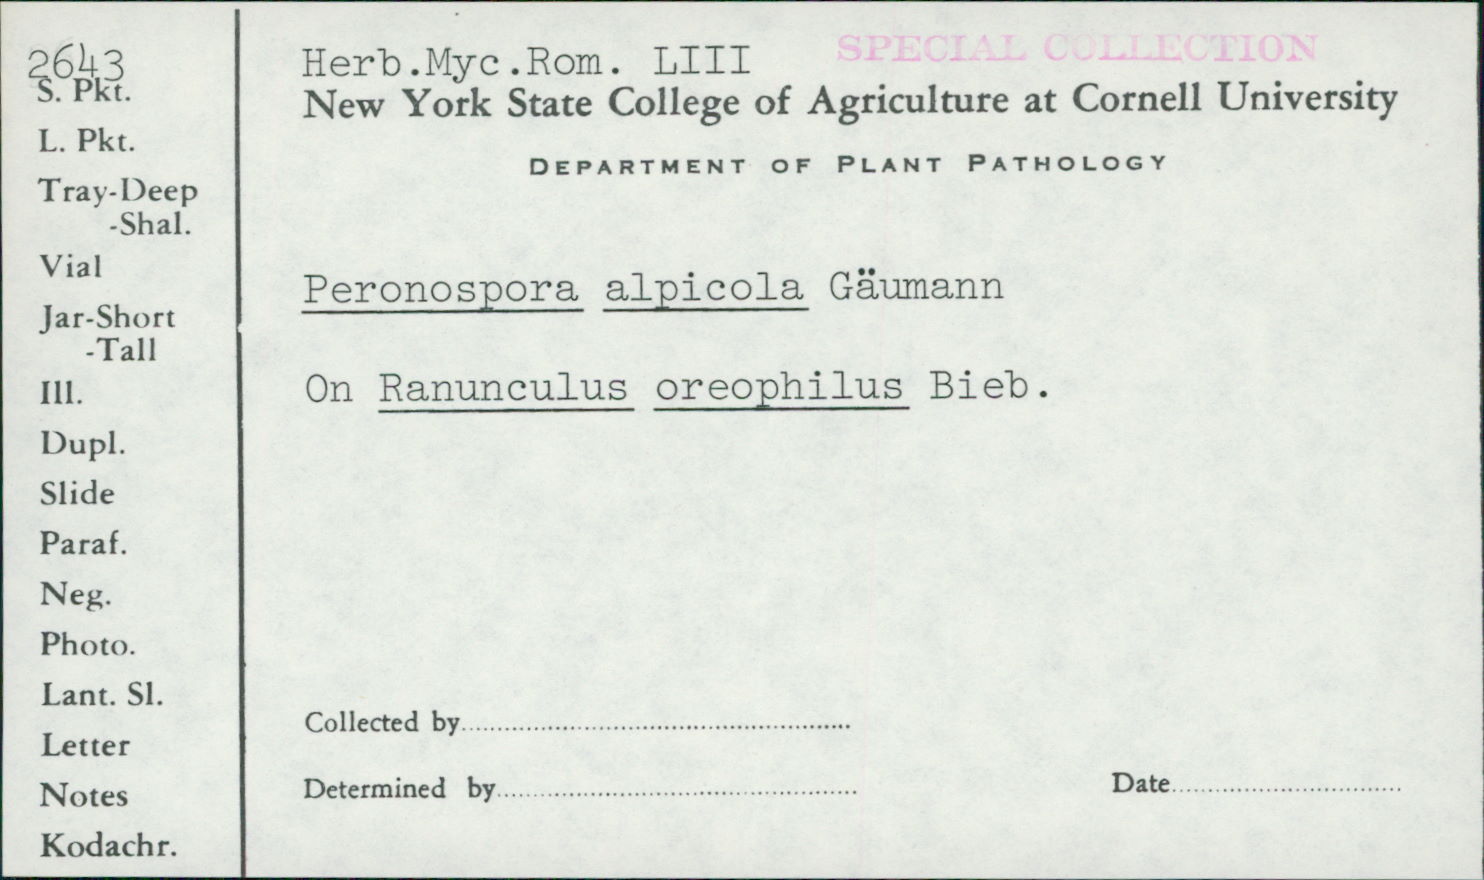 2643
S. Pkt.
L. Pkt.
Tray-Deep
-Shal.
Vial
Jar-Short
-Tall
Ill.
Dupl.
Slide
Paraf.
Neg.
Photo.
Lant. Sl.
Letter
Notes
Kodachr.
Herb.Myc.Rom. LIII
SPECIAL COLLECTION
New York State College of Agriculture at Cornell University
DEPARTMENT OF PLANT PATHOLOGY
Peronospora alpicola Gäumann
On Ranunculus oreophilus Bieb.
Collected by
Determined by
Date